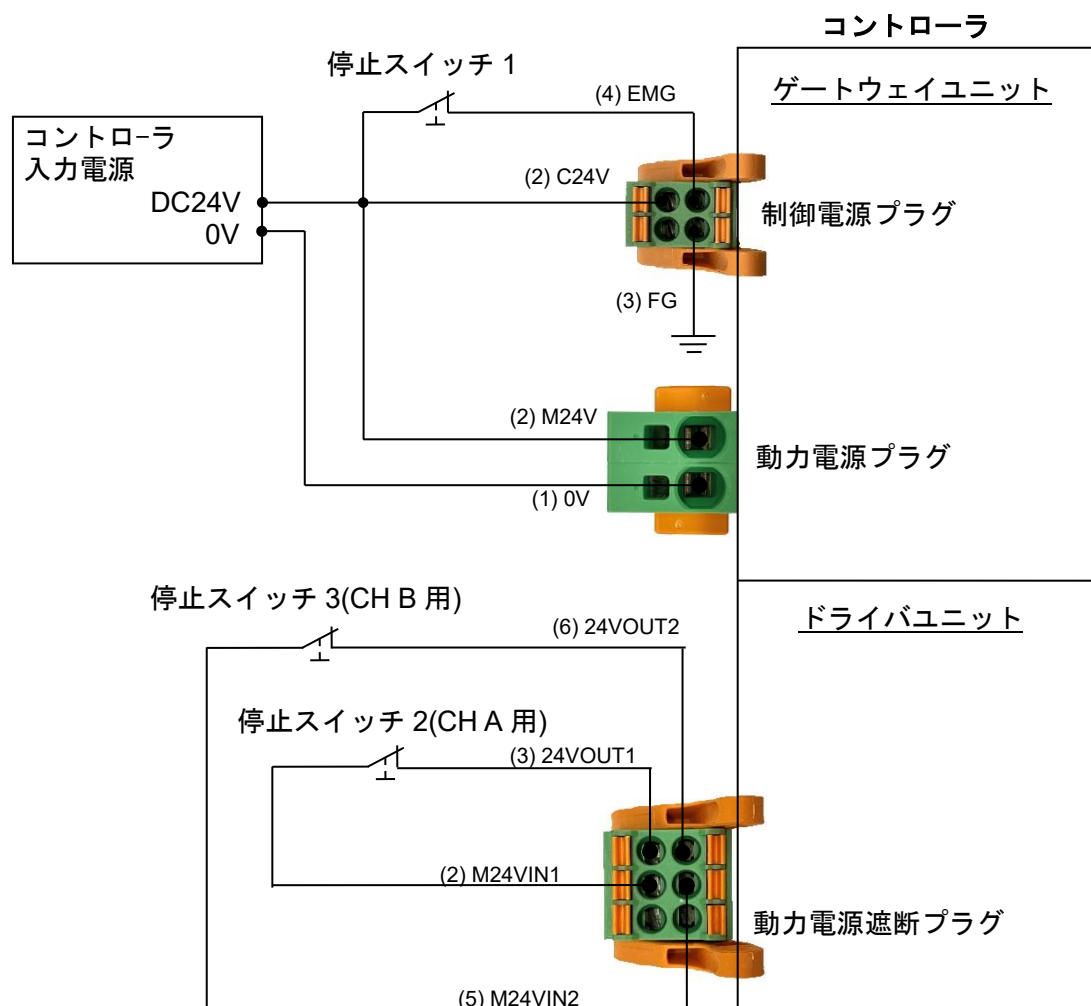 コントローラ
停止スイッチ 1
(4) EMG
ゲートウェイユニット
コントロ-ラ
入力電源
DC24V
0V
(2) C24V
制御電源プラグ
(3) FG
(2) M24V
動力電源プラグ
(1) 0V
停止スイッチ 3(CH B 用)
ドライバユニット
(6) 24VOUT2
停止スイッチ 2(CH A 用)
(3) 24VOUT1
(2) M24VIN1
動力電源遮断プラグ
(5) M24VIN2